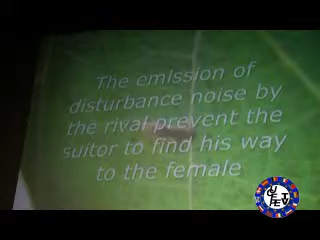 The emission of
disturbance noise by
the rival prevent the
suitor to find his way
to the female